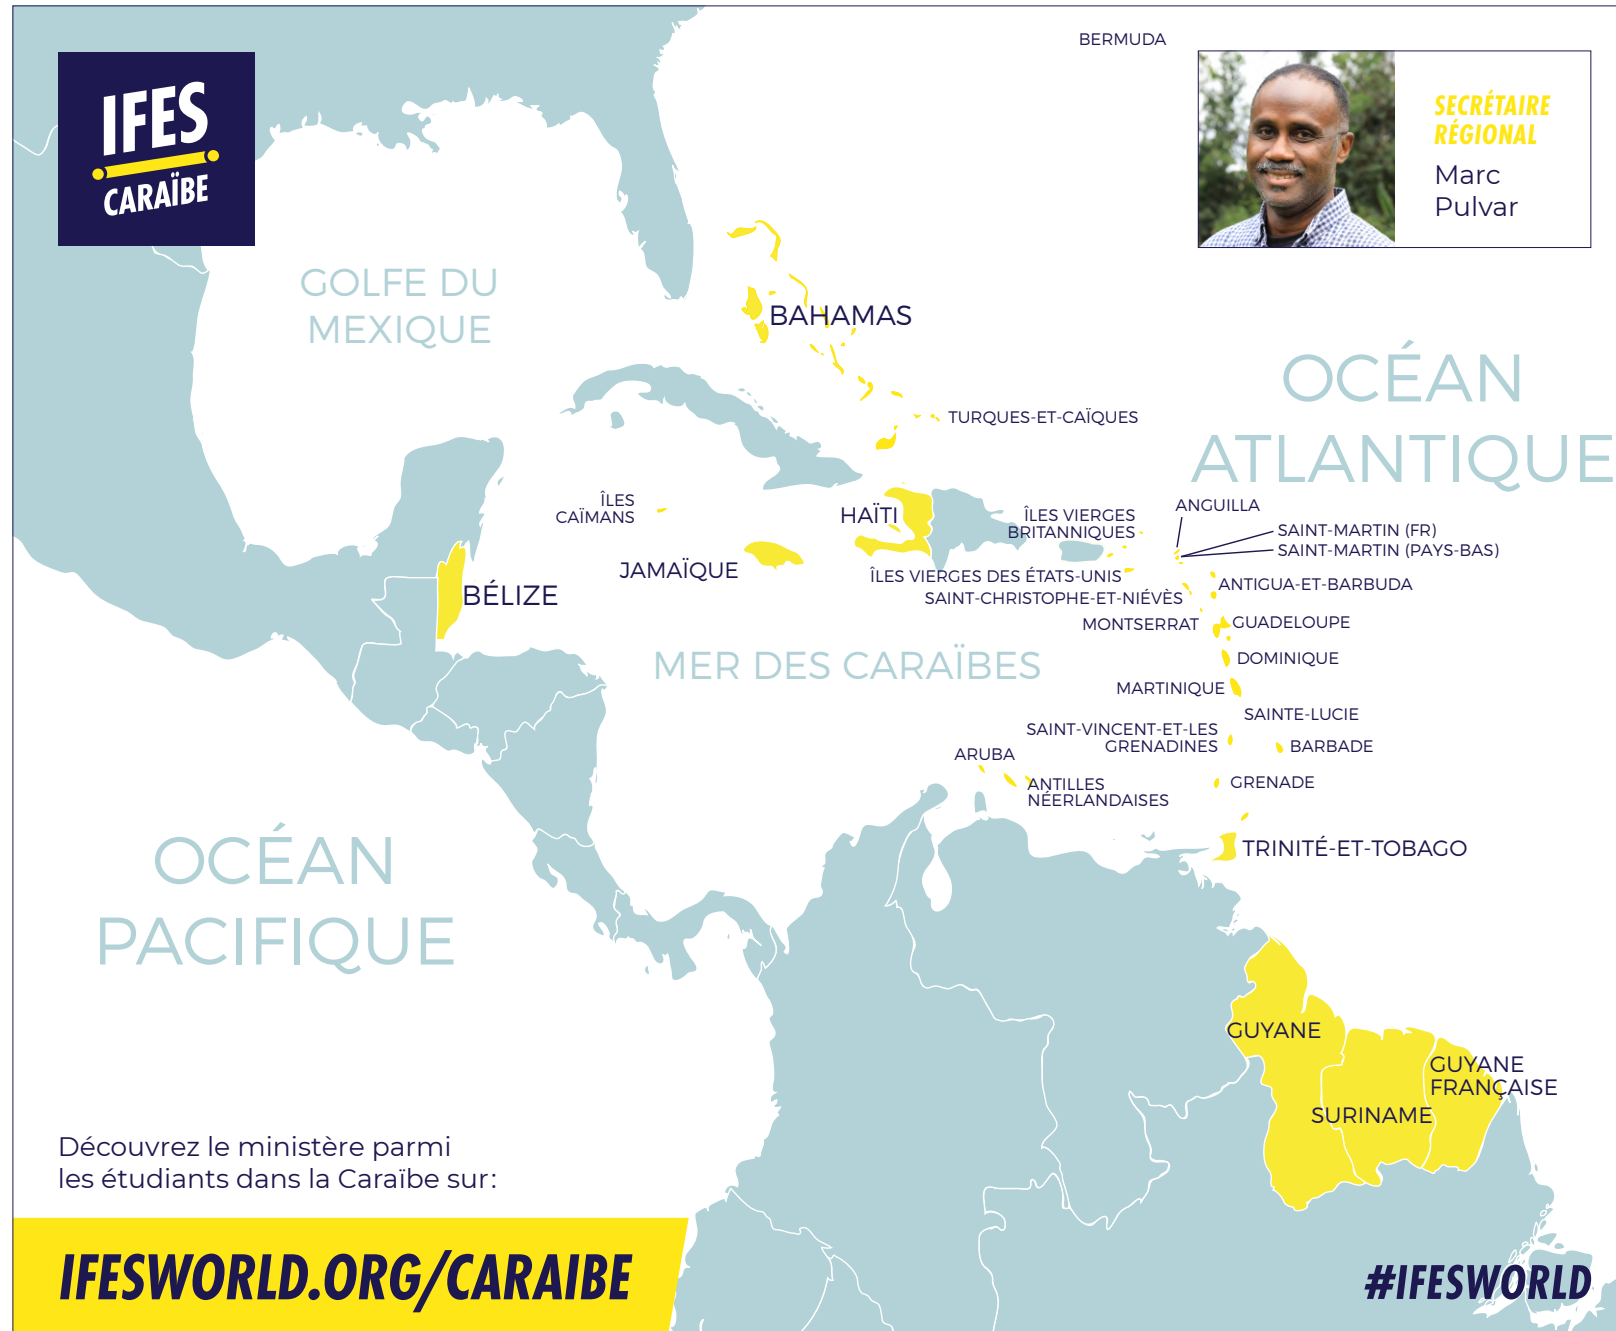 IFES
CARAÏBE
BERMUDA
SECRÉTAIRE
RÉGIONAL
Marc
Pulvar
GOLFE DU
MEXIQUE
BAHAMAS
OCÉAN
ATLANTIQUE
TURQUES-ET-CAÏQUES
ÎLES
CAÏMANS
HAÏTI
ÎLES VIERGES
BRITANNIQUES
ANGUILLA
SAINT-MARTIN (FR)
SAINT-MARTIN (PAYS-BAS)
JAMAÏQUE
BÉLIZE
ÎLES VIERGES DES ÉTATS-UNIS
SAINT-CHRISTOPHE-ET-NIÉVÈS
ANTIGUA-ET-BARBUDA
MONTSERRAT
GUADELOUPE
MER DES CARAÏBES
DOMINIQUE
MARTINIQUE
SAINTE-LUCIE
SAINT-VINCENT-ET-LES
GRENADINES
BARBADE
ARUBA
ANTILLES
NÉERLANDAISES
GRENADE
TRINITÉ-ET-TOBAGO
OCÉAN
PACIFIQUE
GUYANE
GUYANE
FRANÇAISE
SURINAME
Découvrez le ministère parmi
les étudiants dans la Caraïbe sur:
IFESWORLD.ORG/CARAIBE
#IFESWORLD